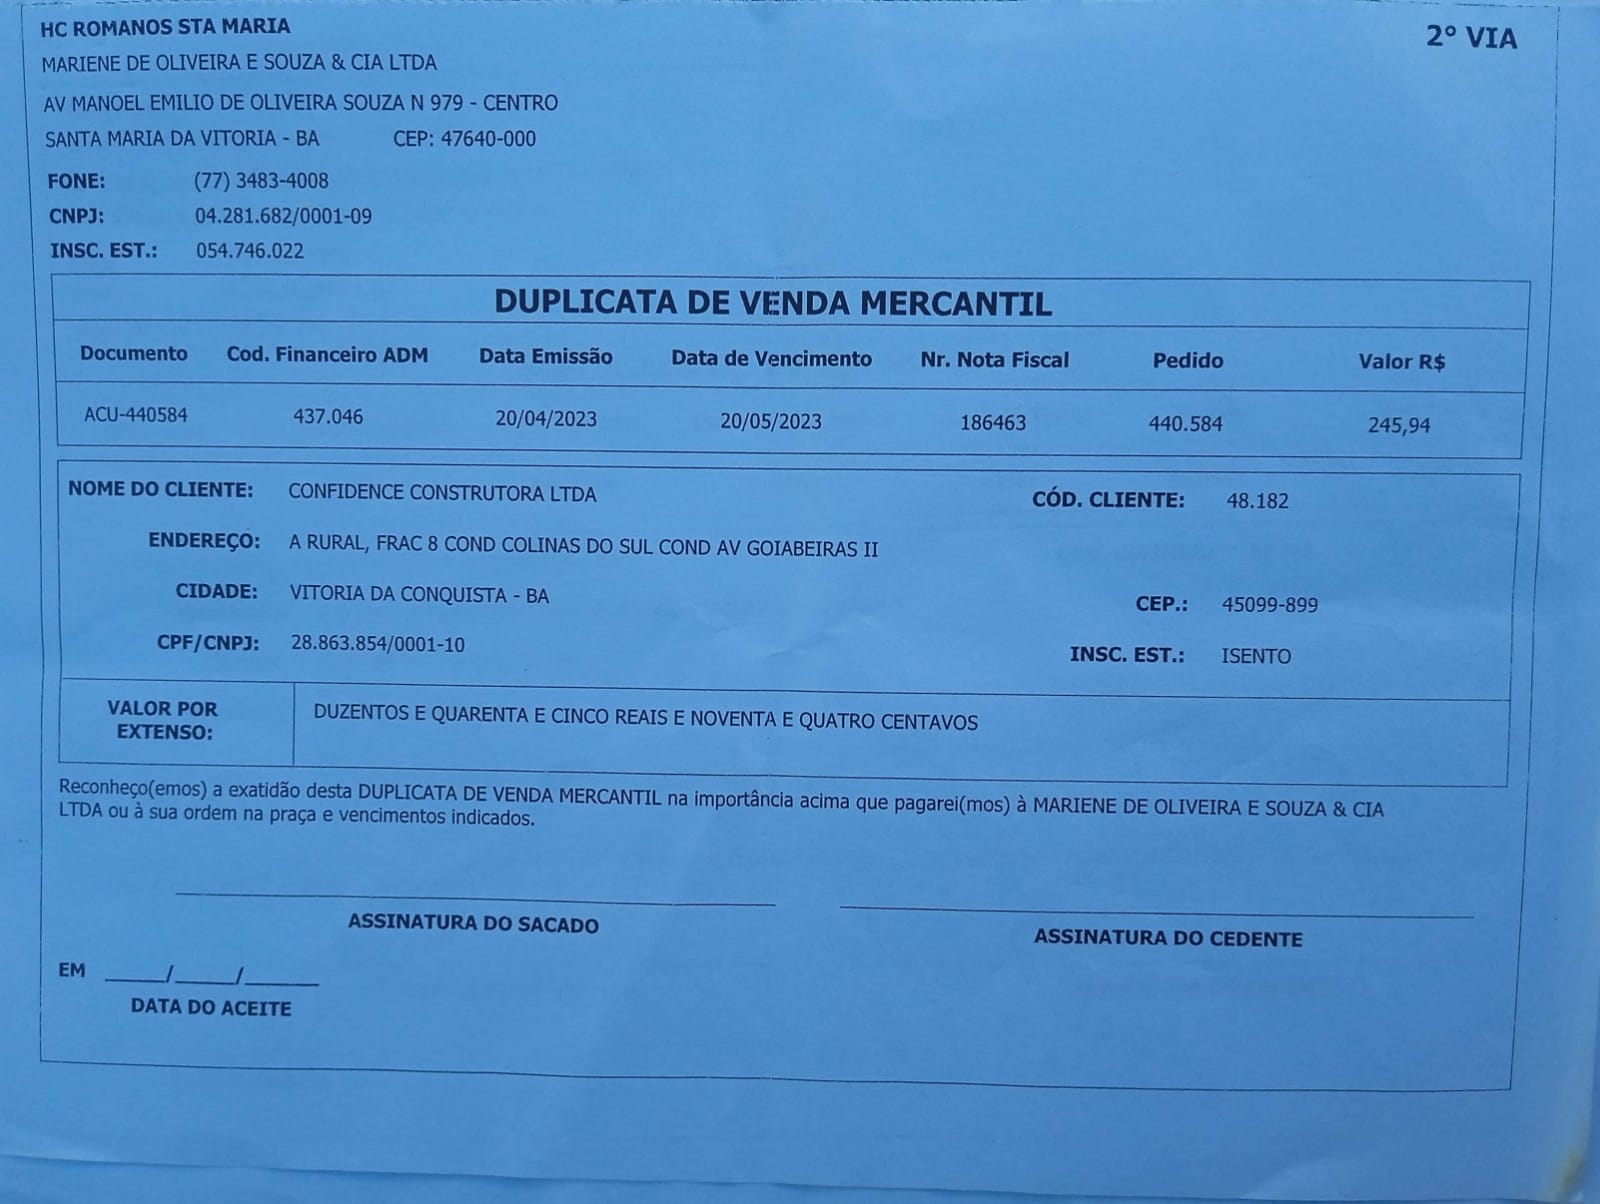 HC ROMANOS STA MARIA
2° VIA
MARIENE DE OLIVEIRA E SOUZA & CIA LTDA
AV MANOEL EMILIO DE OLIVEIRA SOUZA N 979 - CENTRO
SANTA MARIA DA VITORIA - BA CEP: 47640-000
FONE: (77) 3483-4008
CNPJ: 04.281.682/0001-09
INSC. EST.: 054.746.022
DUPLICATA DE VENDA MERCANTIL
Documento Cod. Financeiro ADM Data Emissão Data de Vencimento Nr. Nota Fiscal Pedido Valor R$
ACU-440584 437.046 20/04/2023 20/05/2023 186463 440.584 245,94
NOME DO CLIENTE: CONFIDENCE CONSTRUTORA LTDA CÓD. CLIENTE: 48.182
ENDEREÇO: A RURAL, FRAC 8 COND COLINAS DO SUL COND AV GOIABEIRAS II
CIDADE: VITORIA DA CONQUISTA - BA CEP.: 45099-899
CPF/CNPJ: 28.863.854/0001-10 INSC. EST.: ISENTO
VALOR POR
EXTENSO:
DUZENTOS E QUARENTA E CINCO REAIS E NOVENTA E QUATRO CENTAVOS
Reconheço(emos) a exatidão desta DUPLICATA DE VENDA MERCANTIL na importância acima que pagarei(mos) à MARIENE DE OLIVEIRA E SOUZA & CIA
LTDA ou à sua ordem na praça e vencimentos indicados.
ASSINATURA DO SACADO ASSINATURA DO CEDENTE
EM ____/____/____
DATA DO ACEITE